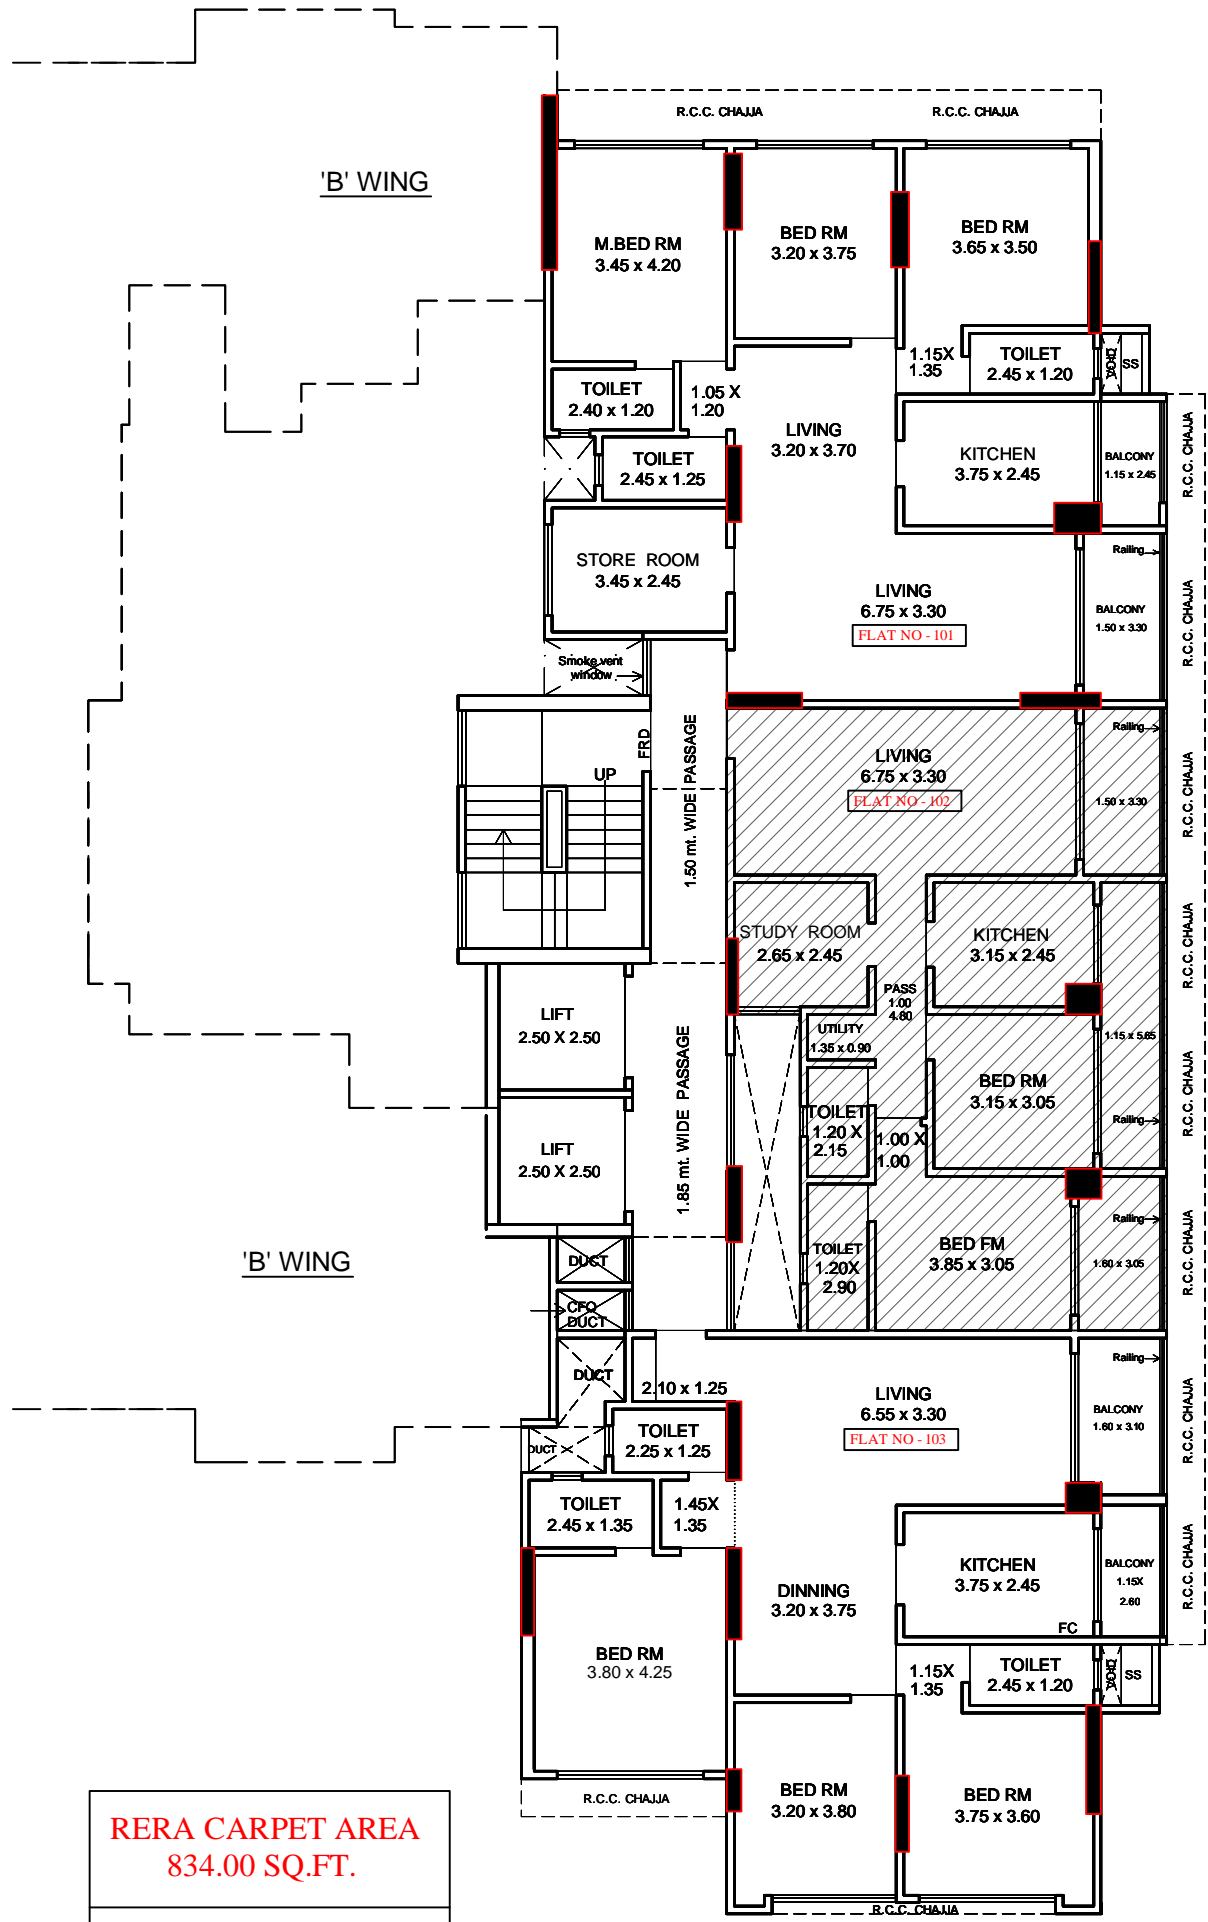 R.C.C. CHAJJA
R.C.C. CHAJJA
'B' WING
M.BED RM
3.45 x 4.20
BED RM
3.20 x 3.75
BED RM
3.65 x 3.50
TOILET
2.40 x 1.20
1.05 X
1.20
1.15X
1.35
TOILET
2.45 x 1.20
SS
TOILET
2.45 x 1.25
LIVING
3.20 x 3.70
KITCHEN
3.75 x 2.45
BALCONY
1.15 x 2.45
R.C.C. CHAJJA
STORE ROOM
3.45 x 2.45
LIVING
6.75 x 3.30
FLAT NO - 101
Railing
BALCONY
1.50 x 3.30
R.C.C. CHAJJA
Smoke vent
window
FRD
UP
1.50 mt. WIDE PASSAGE
LIVING
6.75 x 3.30
FLAT NO - 102
Railing
1.50 x 3.30
R.C.C. CHAJJA
STUDY ROOM
2.65 x 2.45
KITCHEN
3.15 x 2.45
R.C.C. CHAJJA
PASS
1.00
4.80
LIFT
2.50 X 2.50
1.85 mt. WIDE PASSAGE
UTILITY
1.35 x 0.90
1.15 x 5.65
BED RM
3.15 x 3.05
Railing
R.C.C. CHAJJA
TOILET
1.20 X
2.15
1.00 X
1.00
LIFT
2.50 X 2.50
'B' WING
DUCT
CFO
DUCT
TOILET
1.20X
2.90
BED FM
3.85 x 3.05
Railing
1.60 x 3.05
R.C.C. CHAJJA
DUCT
2.10 x 1.25
LIVING
6.55 x 3.30
FLAT NO - 103
Railing
BALCONY
1.60 x 3.10
R.C.C. CHAJJA
DUCT
TOILET
2.25 x 1.25
TOILET
2.45 x 1.35
1.45X
1.35
DINNING
3.20 x 3.75
KITCHEN
3.75 x 2.45
FC
BALCONY
1.15X
2.60
R.C.C. CHAJJA
BED RM
3.80 x 4.25
1.15X
1.35
TOILET
2.45 x 1.20
SS
R.C.C. CHAJJA
BED RM
3.20 x 3.80
BED RM
3.75 x 3.60
R.C.C. CHAJJA
RERA CARPET AREA
834.00 SQ.FT.